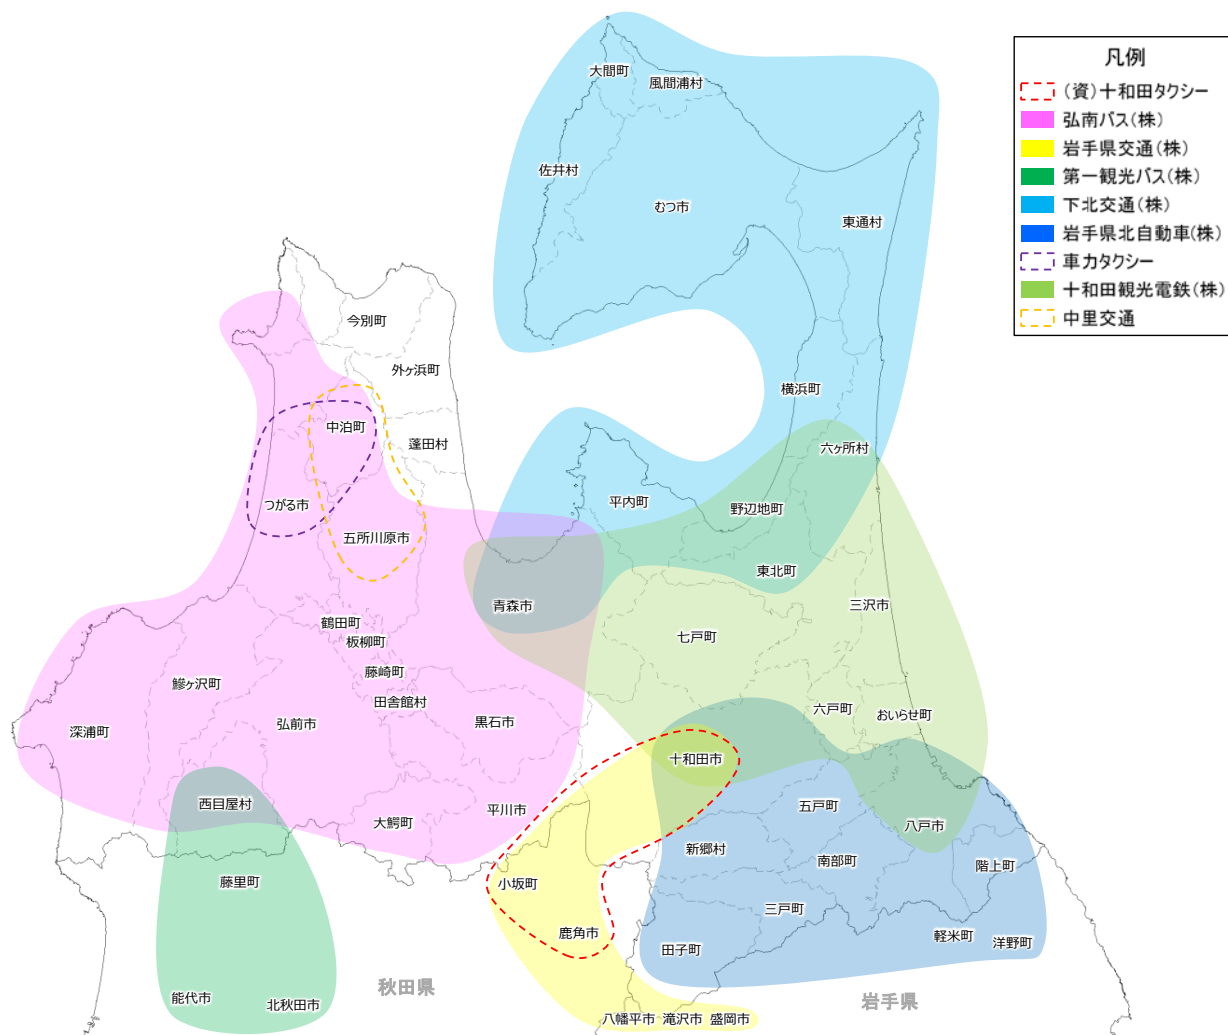 凡例
(資)十和田タクシー
弘南バス(株)
岩手県交通(株)
第一観光バス(株)
下北交通(株)
岩手県北自動車(株)
車力タクシー
十和田観光電鉄(株)
中里交通
大間町
風間浦村
佐井村
むつ市
東通村
今別町
外ヶ浜町
横浜町
中泊町
蓬田村
六ヶ所村
つがる市
平内町
野辺地町
五所川原市
東北町
青森市
三沢市
鶴田町
板柳町
七戸町
藤崎町
鰺ヶ沢町
田舎館村
六戸町
おいらせ町
深浦町
弘前市
黒石市
十和田市
西目屋村
平川市
五戸町
大鰐町
八戸市
新郷村
南部町
階上町
藤里町
小坂町
三戸町
鹿角市
軽米町
洋野町
田子町
秋田県
能代市
北秋田市
岩手県
八幡平市
滝沢市
盛岡市